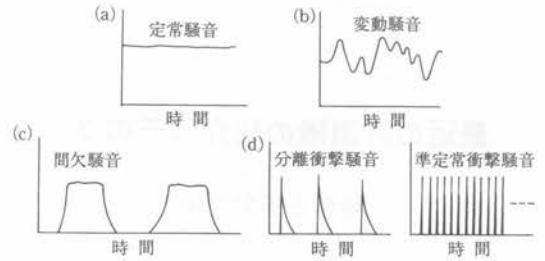 (a)
定常騒音
時間
(b)
変動騒音
時間
(c)
間欠騒音
時間
(d)
分離衝撃騒音
時間
準定常衝撃騒音
時間